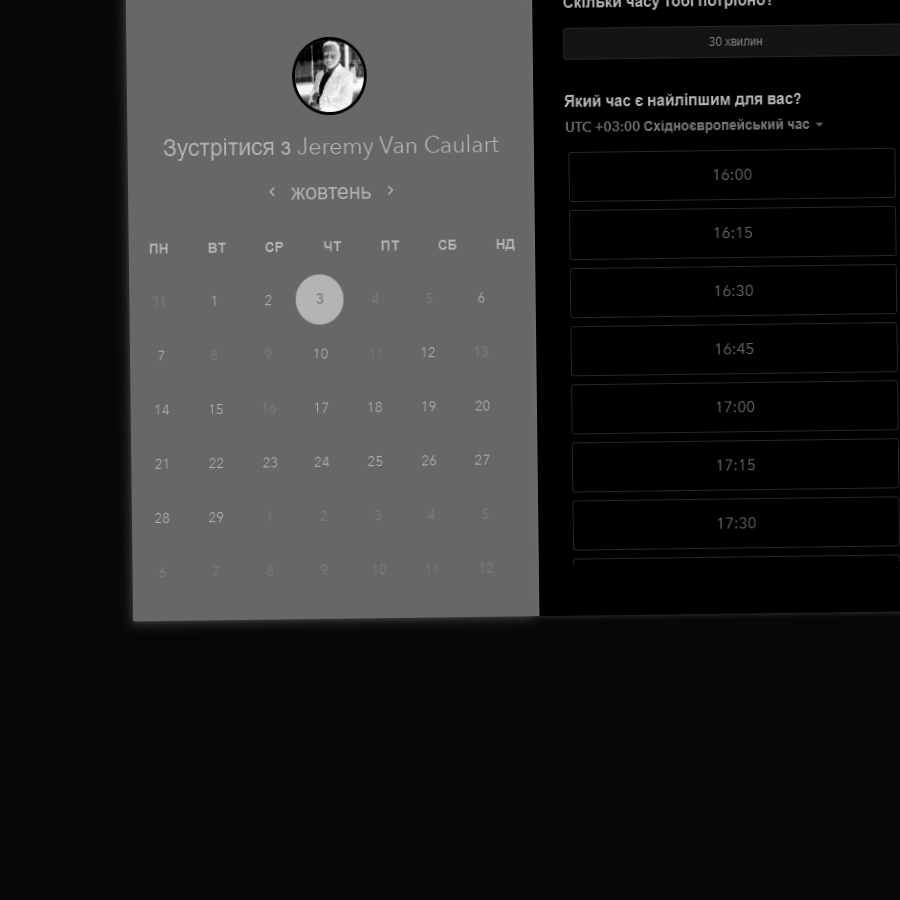 Зустрітися з Jeremy Van Caulart
жовтень
ПН ВТ СР ЧТ ПТ СБ НД
31 1 2 3 4 5 6
7 8 9 10 11 12 13
14 15 16 17 18 19 20
21 22 23 24 25 26 27
28 29 1 2 3 4 5
6 7 8 9 10 11 12
Скільки часу тобі потрібно?
30 хвилин
Який час є найліпшим для вас?
UTC +03:00 Східноєвропейський час
16:00
16:15
16:30
16:45
17:00
17:15
17:30